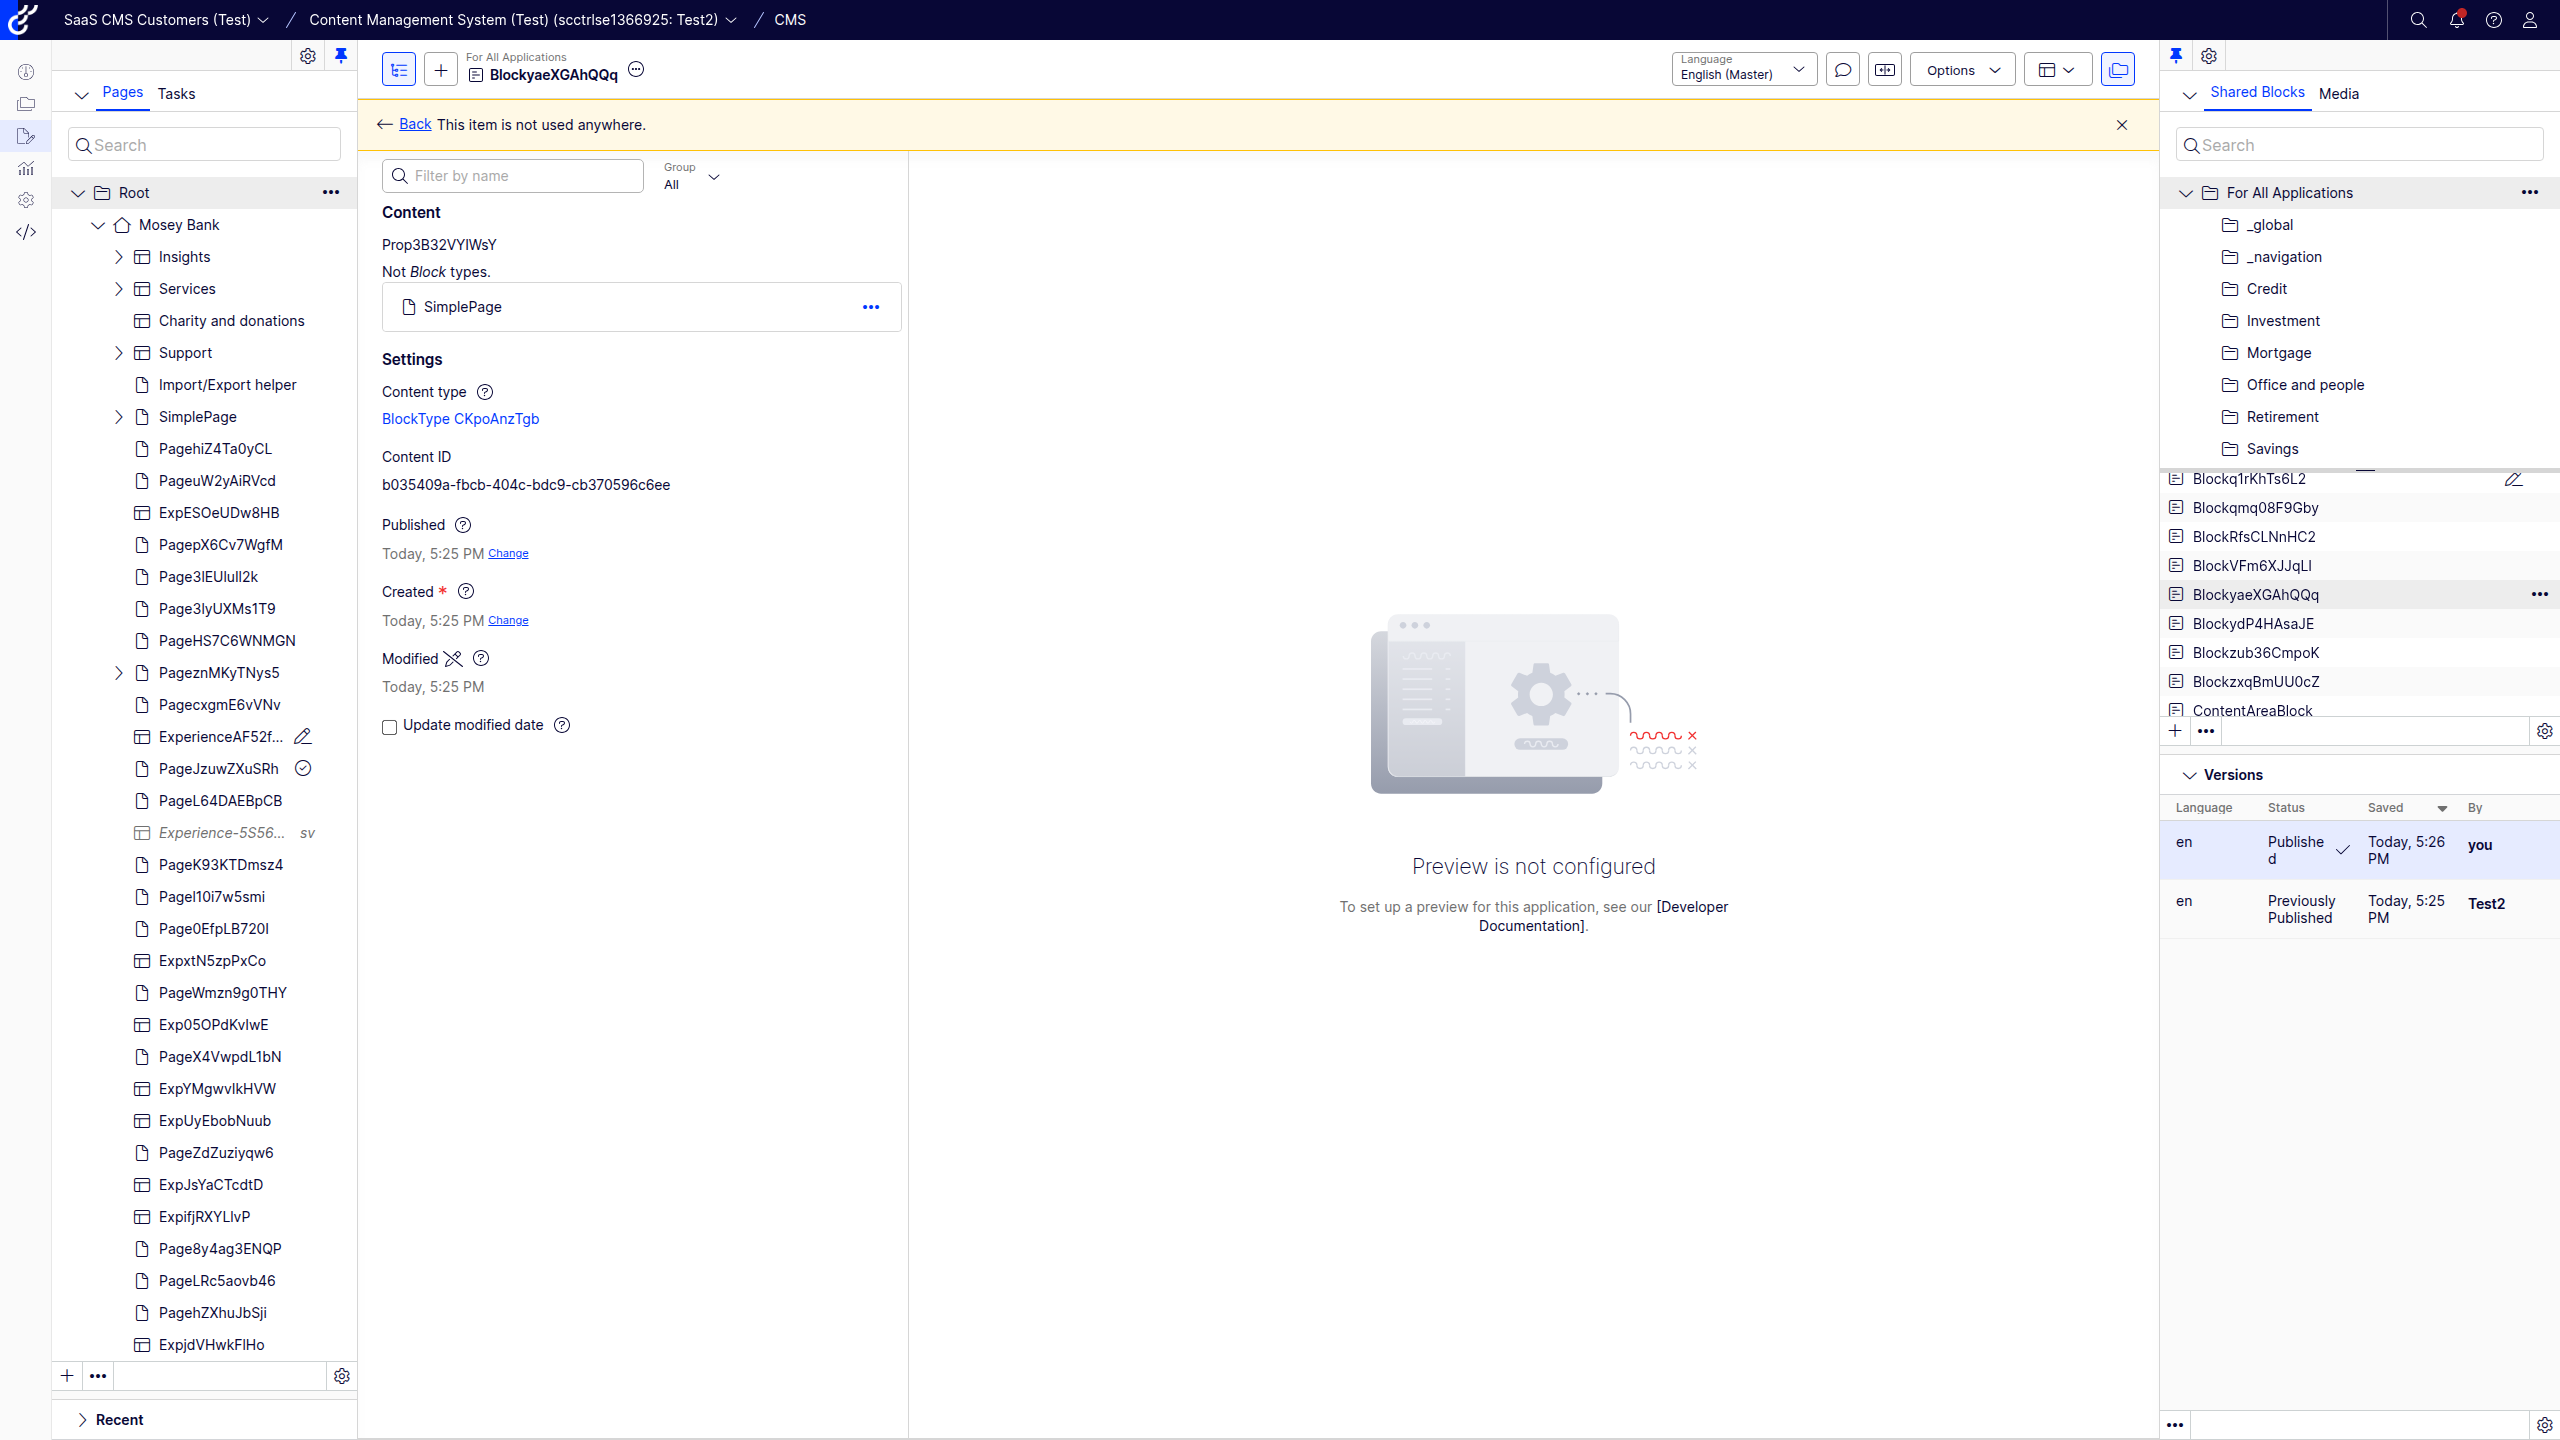 SaaS CMS Customers (Test)
Content Management System (Test) (scctrlse1366925: Test2)
CMS
Pages
Tasks
Search
Root
Mosey Bank
Insights
Services
Charity and donations
Support
Import/Export helper
SimplePage
PagehiZ4Ta0yCL
PageuW2yAiRVcd
ExpESOeUDw8HB
PagepX6Cv7WgfM
Page3lEUlull2k
Page3lyUXMs1T9
PageHS7C6WNMGN
PageznMKyTNys5
PagecxgmE6vVNv
ExperienceAF52f...
PageJzuwZXuSRh
PageL64DAEBpCB
Experience-5S56... sv
PageK93KTDmsz4
Pagel10i7w5smi
Page0EfpLB720I
ExpxtN5zpPxCo
PageWmzn9g0THY
Exp05OPdKvlwE
PageX4VwpdL1bN
ExpYMgwvlkHVW
ExpUyEbobNuub
PageZdZuziyqw6
ExpJsYaCTcdtD
ExpifjRXYLlvP
Page8y4ag3ENQP
PageLRc5aovb46
PagehZXhuJbSji
ExpjdVHwkFlHo
Recent
For All Applications
BlockyaeXGAhQQq
Language
English (Master)
Options
Back This item is not used anywhere.
Filter by name
Group
All
Content
Prop3B32VYlWsY
Not Block types.
SimplePage
Settings
Content type
BlockType CKpoAnzTgb
Content ID
b035409a-fbcb-404c-bdc9-cb370596c6ee
Published
Today, 5:25 PM Change
Created *
Today, 5:25 PM Change
Modified
Today, 5:25 PM
Update modified date
Preview is not configured
To set up a preview for this application, see our [Developer
Documentation].
Shared Blocks
Media
Search
For All Applications
_global
_navigation
Credit
Investment
Mortgage
Office and people
Retirement
Savings
Blockq1rKhTs6L2
Blockqmq08F9Gby
BlockRfsCLNnHC2
BlockVFm6XJJqLI
BlockyaeXGAhQQq
BlockydP4HAsaJE
Blockzub36CmpoK
BlockzxqBmUU0cZ
ContentAreaBlock
Versions
Language Status Saved By
en Publishe Today, 5:26 you
d PM
en Previously Today, 5:25 Test2
Published PM